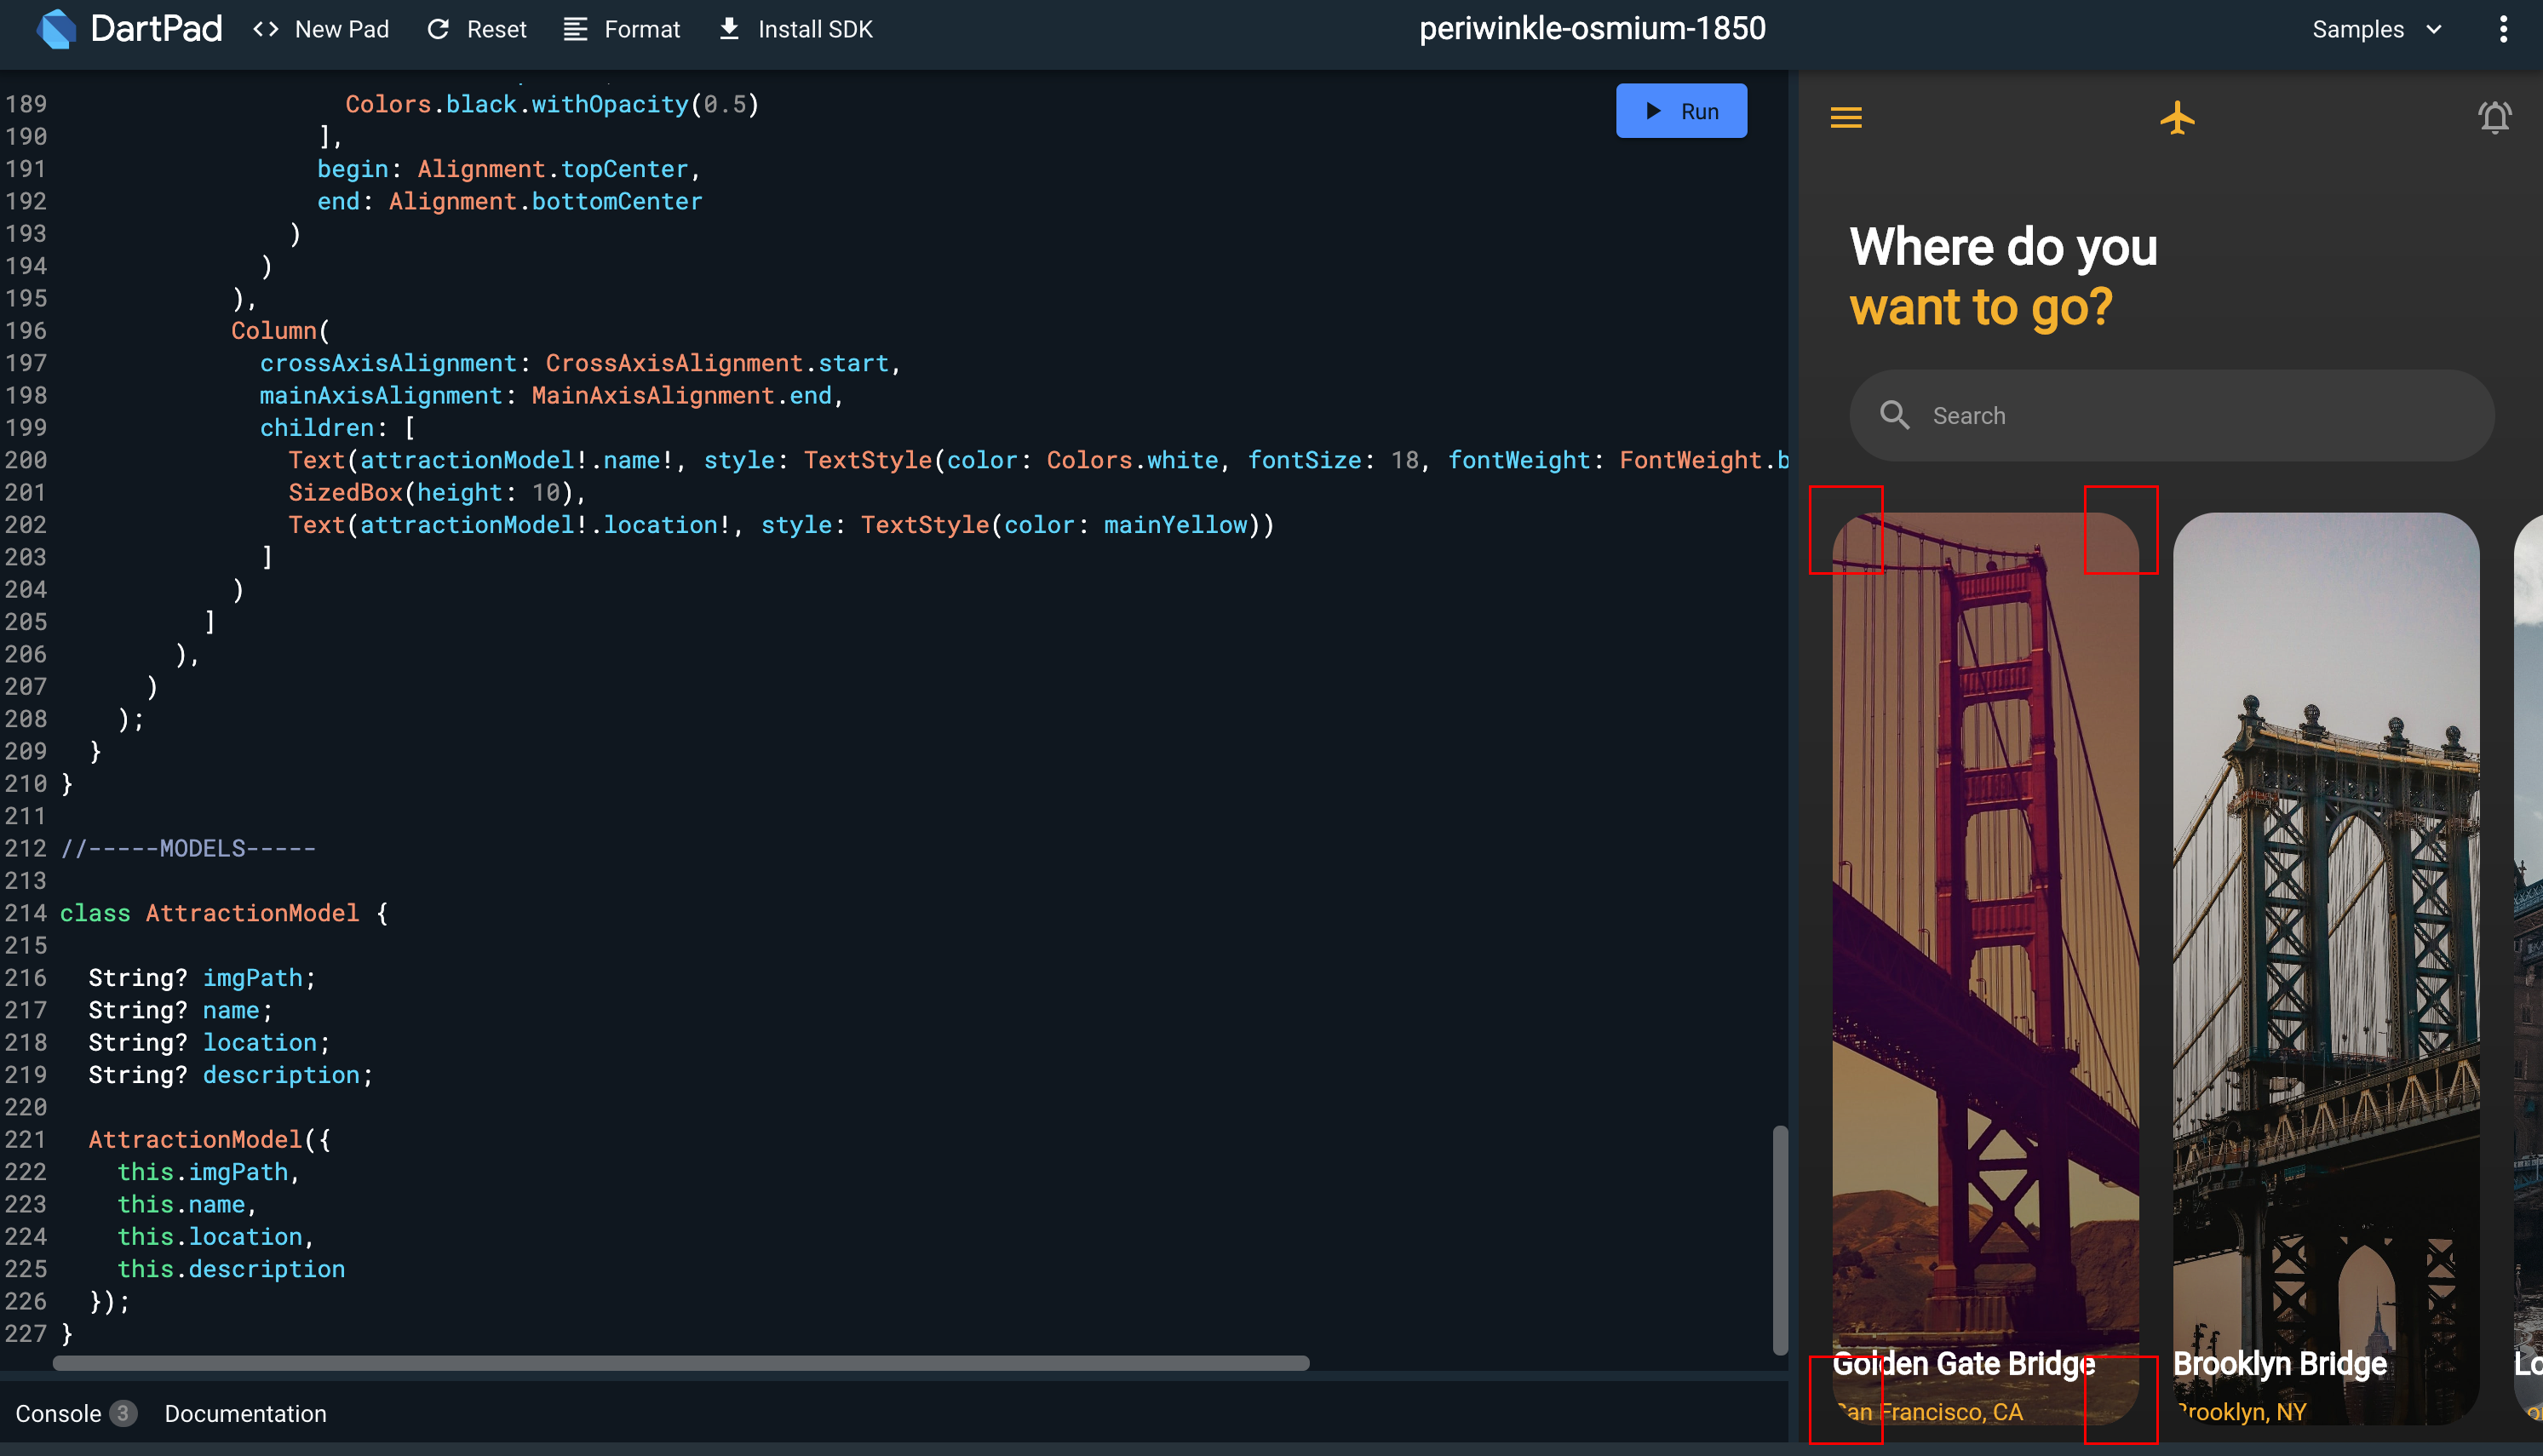 DartPad
New Pad
Reset
Format
Install SDK
periwinkle-osmium-1850
Samples
189 Colors.black.withOpacity(0.5)
190 ],
191 begin: Alignment.topCenter,
192 end: Alignment.bottomCenter
193 )
194 )
195 ),
196 Column(
197 crossAxisAlignment: CrossAxisAlignment.start,
198 mainAxisAlignment: MainAxisAlignment.end,
199 children: [
200 Text(attractionModel!.name!, style: TextStyle(color: Colors.white, fontSize: 18, fontWeight: FontWeight.b
201 SizedBox(height: 10),
202 Text(attractionModel!.location!, style: TextStyle(color: mainYellow))
203 ]
204 )
205 ]
206 ),
207 )
208 );
209 }
210 }
211
212 //-----MODELS-----
213
214 class AttractionModel {
215
216 String? imgPath;
217 String? name;
218 String? location;
219 String? description;
220
221 AttractionModel({
222 this.imgPath,
223 this.name,
224 this.location,
225 this.description
226 });
227 }
Run
Console 3
Documentation
Where do you
want to go?
Search
Golden Gate Bridge
San Francisco, CA
Brooklyn Bridge
Brooklyn, NY
Lo